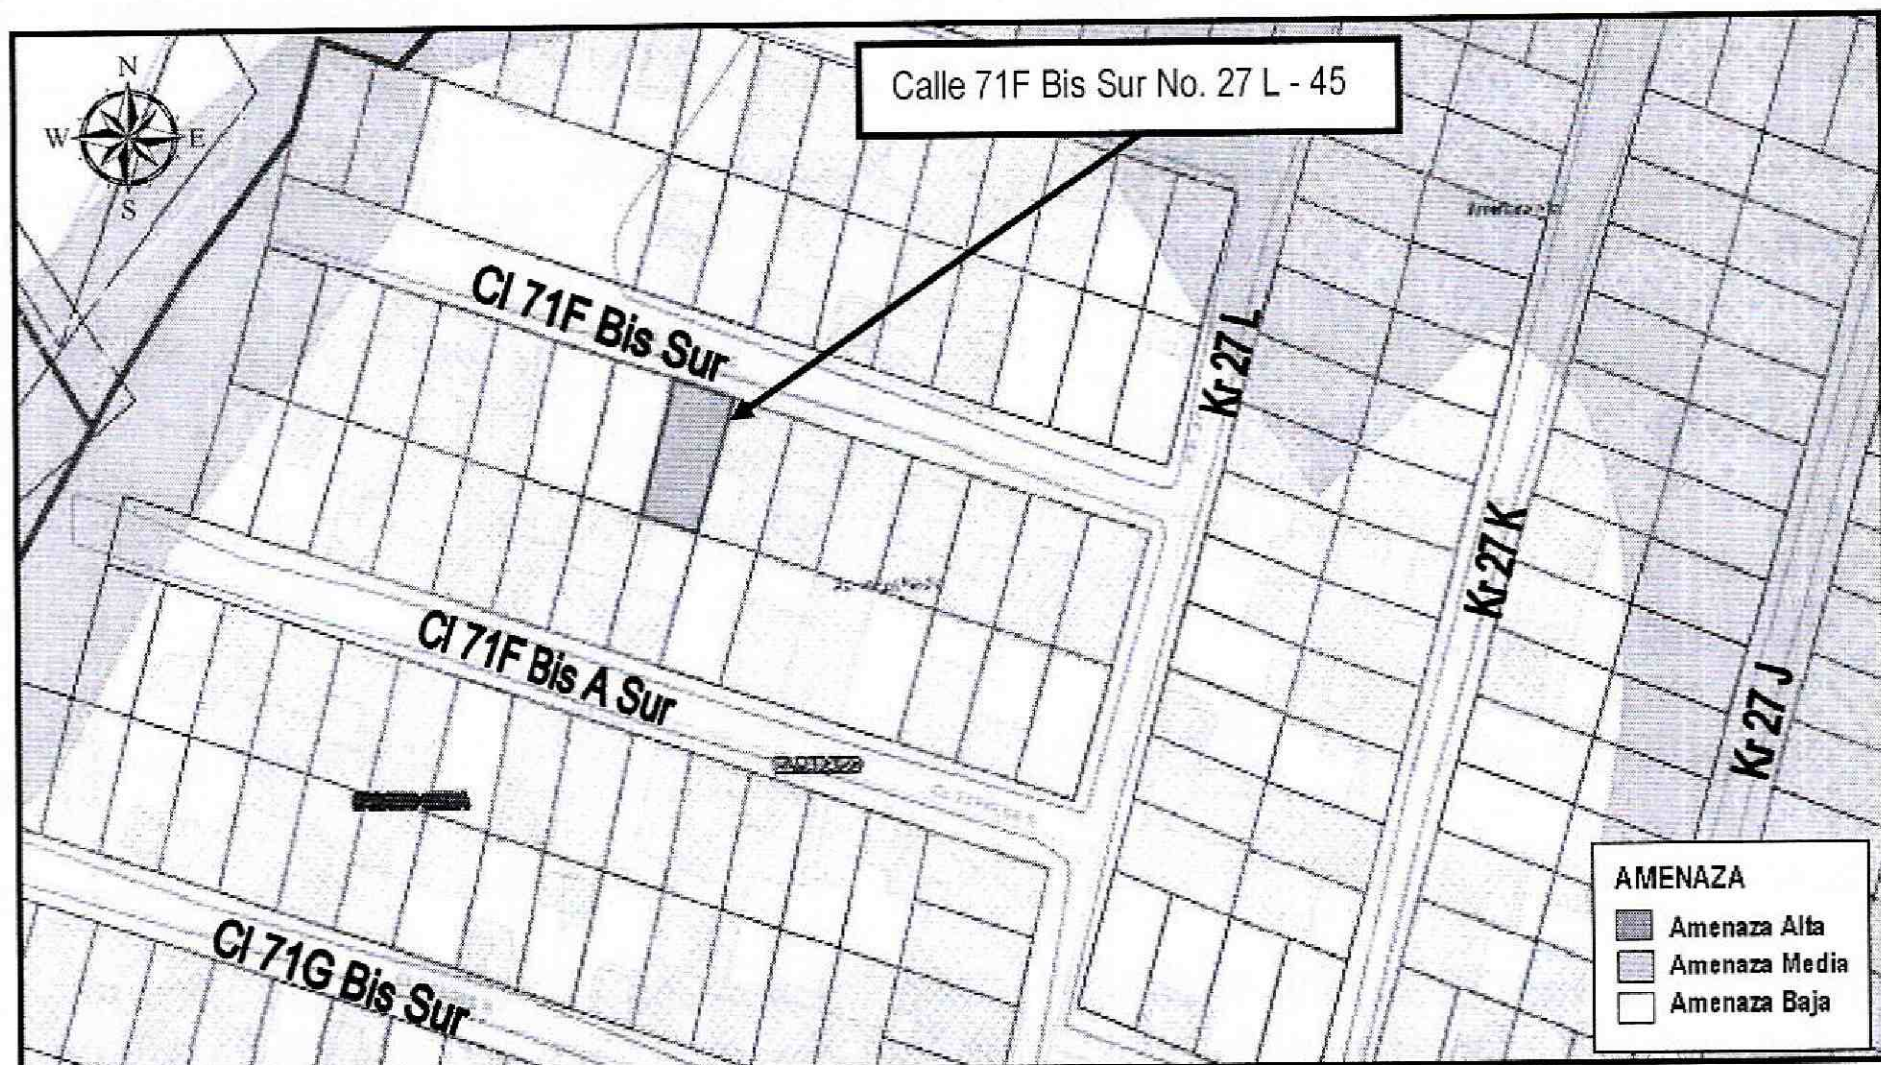 N
W E
S
Calle 71F Bis Sur No. 27 L - 45
Cl 71F Bis Sur
Kr 27 L
Kr 27 K
Cl 71F Bis A Sur
Kr 27 J
Cl 71G Bis Sur
AMENAZA
Amenaza Alta
Amenaza Media
Amenaza Baja